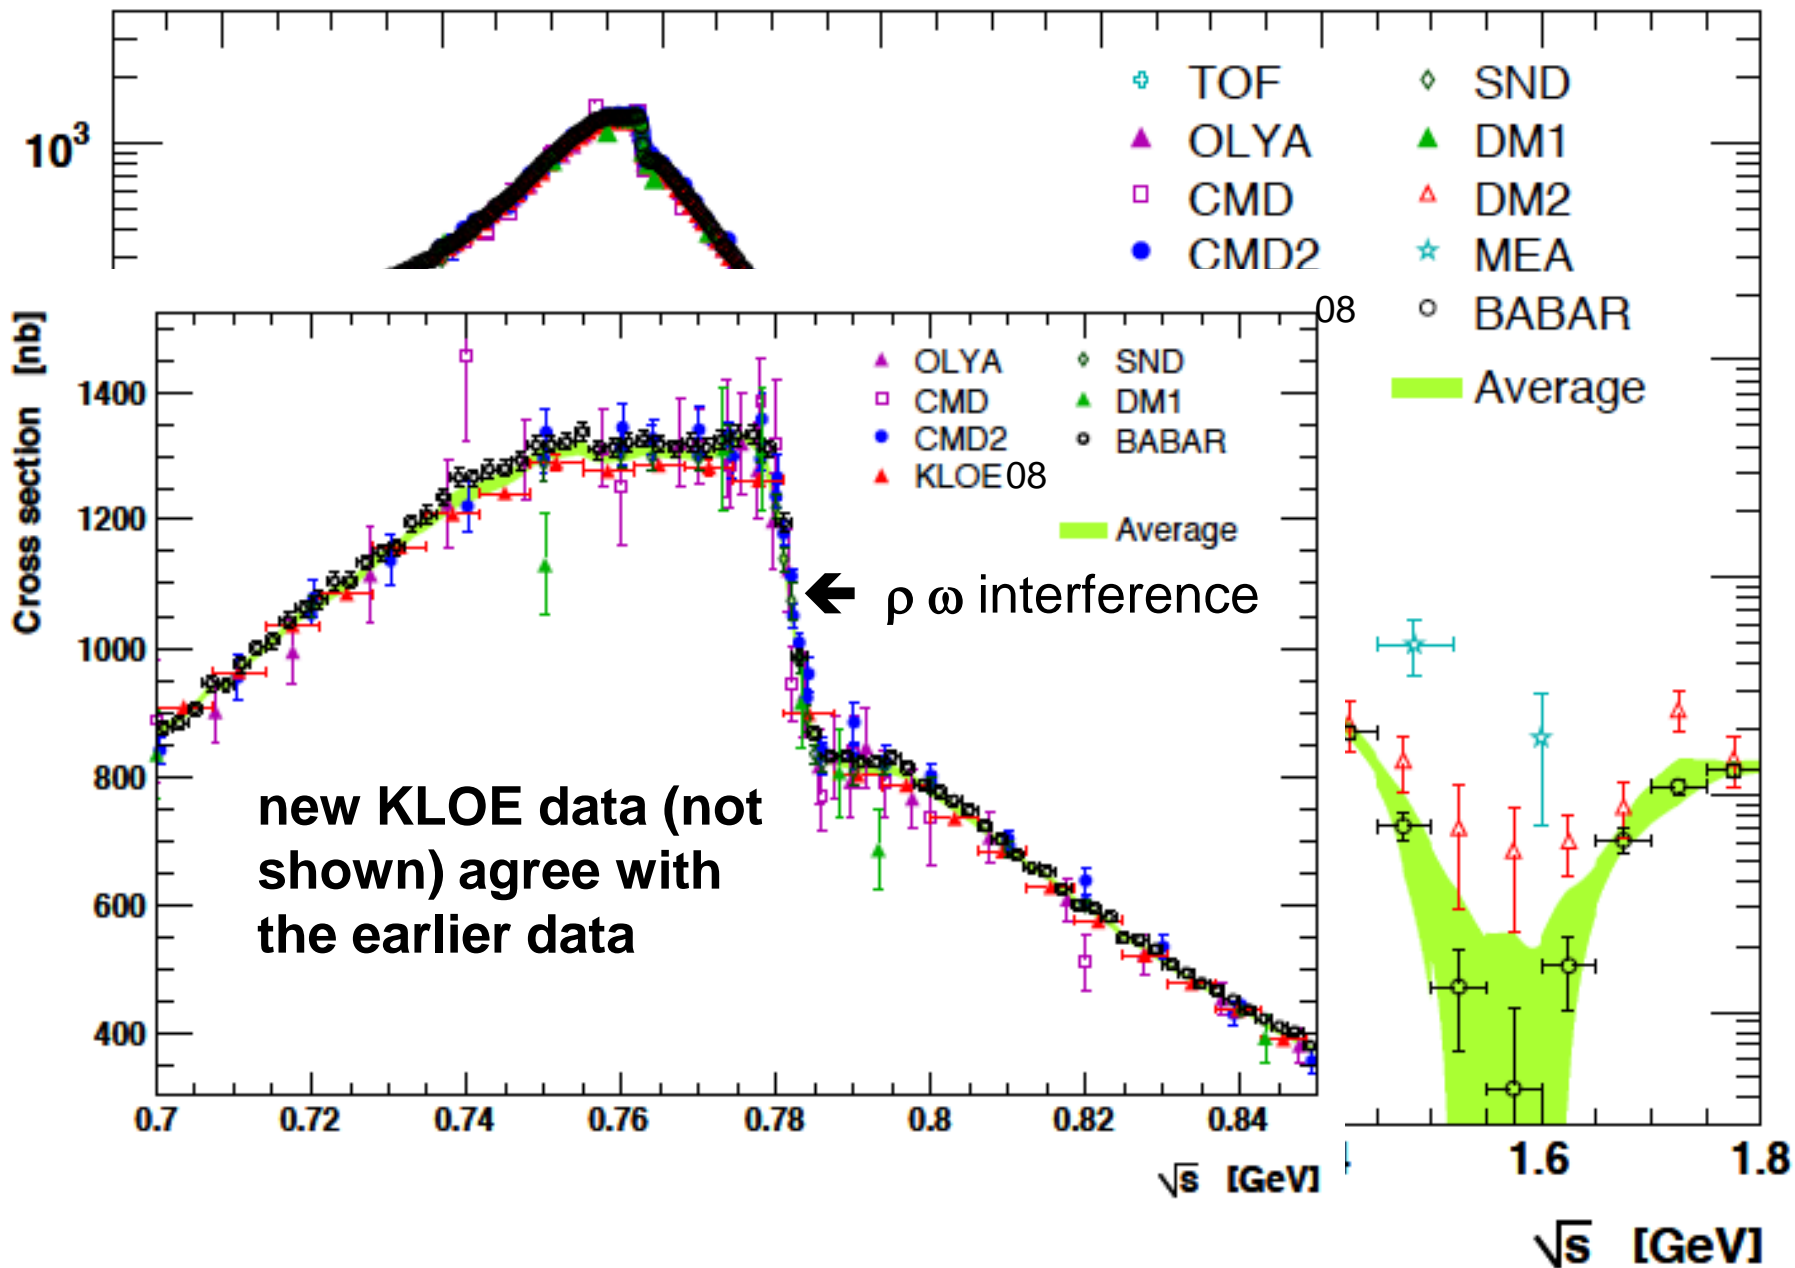 TOF
SND
10³
OLYA
DM1
CMD
DM2
CMD2
MEA
08
BABAR
Average
Cross section [nb]
OLYA
SND
CMD
DM1
CMD2
BABAR
KLOE08
Average
1400
1200
1000
800
600
400
ρ ω interference
new KLOE data (not
shown) agree with
the earlier data
0.7 0.72 0.74 0.76 0.78 0.8 0.82 0.84
√s [GeV]
1.6 1.8
√s [GeV]